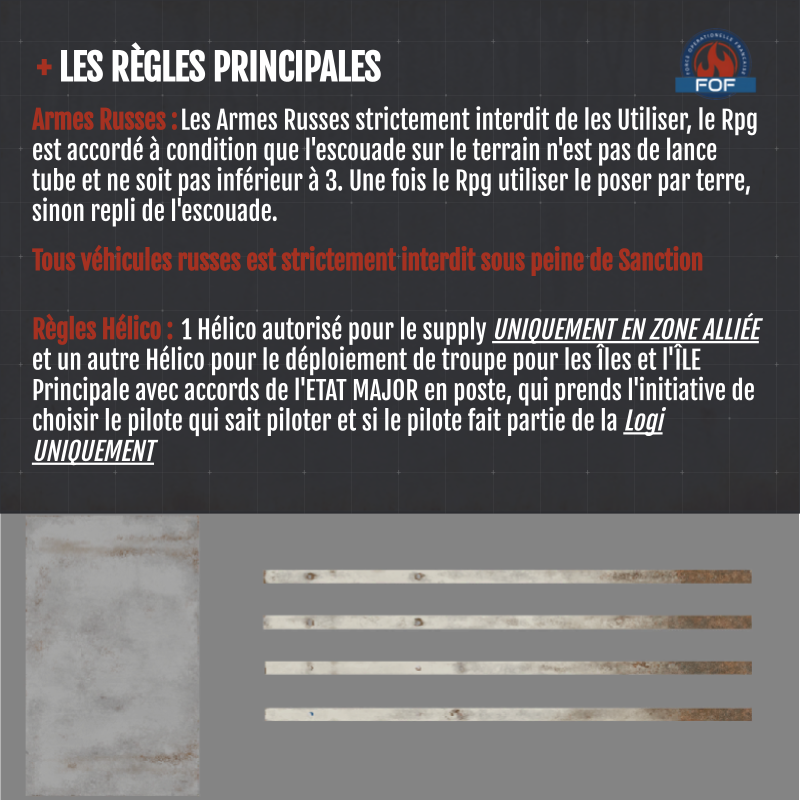 + LES RÈGLES PRINCIPALES
FORCE OPERATIONELLE FRANÇAISE
FOF
Armes Russes : Les Armes Russes strictement interdit de les Utiliser, le Rpg
est accordé à condition que l'escouade sur le terrain n'est pas de lance
tube et ne soit pas inférieur à 3. Une fois le Rpg utiliser le poser par terre,
sinon repli de l'escouade.
Tous véhicules russes est strictement interdit sous peine de Sanction
Règles Hélico : 1 Hélico autorisé pour le supply UNIQUEMENT EN ZONE ALLIÉE
et un autre Hélico pour le déploiement de troupe pour les Îles et l'ÎLE
Principale avec accords de l'ETAT MAJOR en poste, qui prends l'initiative de
choisir le pilote qui sait piloter et si le pilote fait partie de la Logi
UNIQUEMENT